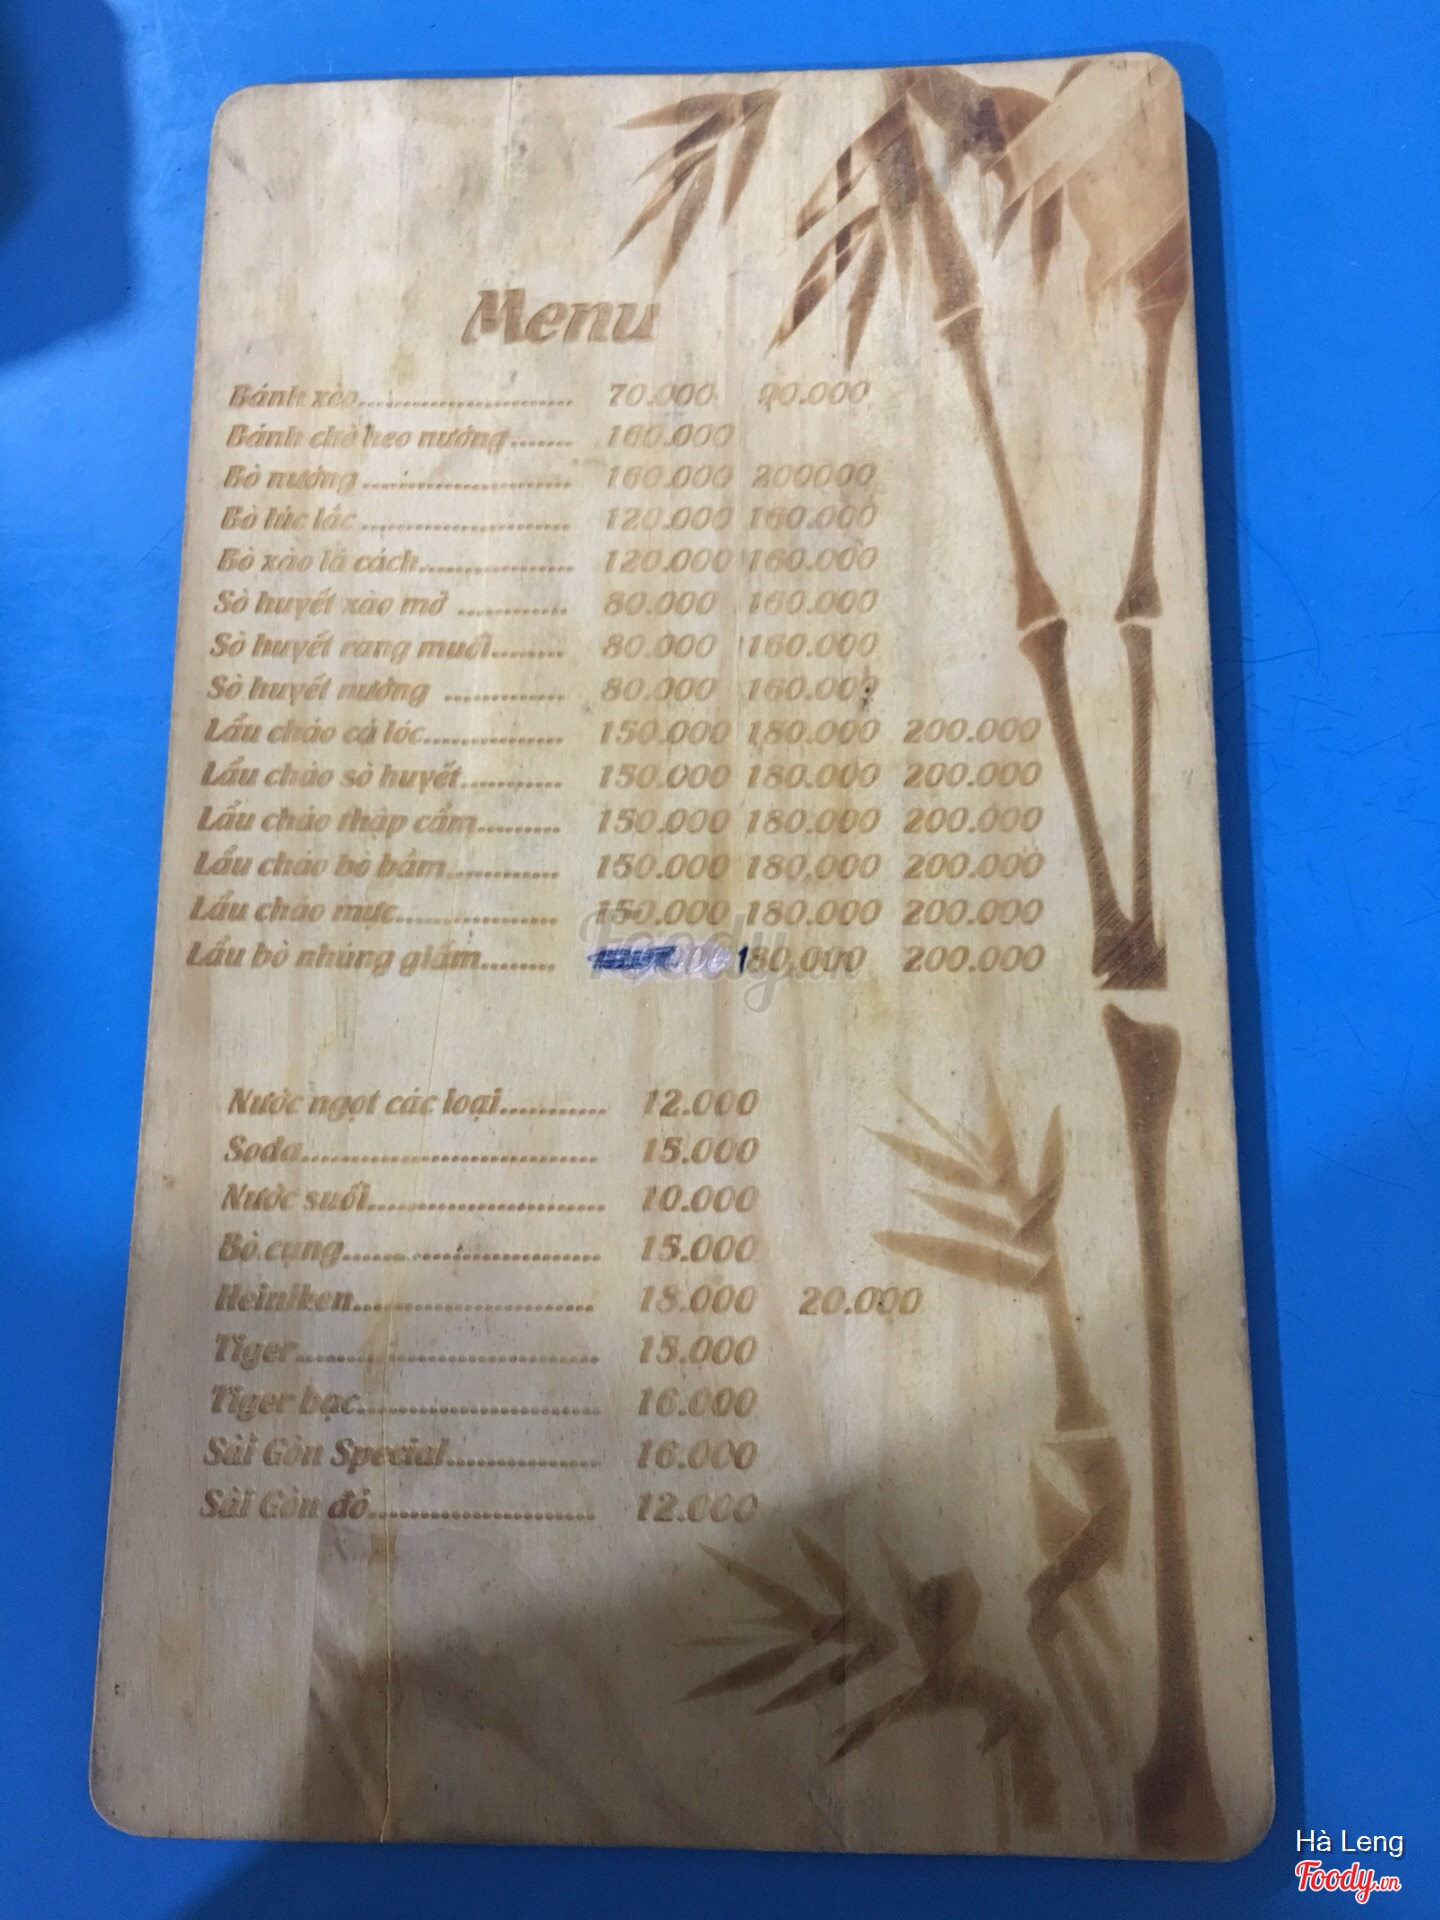 Menu
Bánh xèo........................... 70.000 90.000
Bánh chè heo nướng........ 160.000
Bò nướng .......................... 160.000 200000
Bò lúc lắc .......................... 120.000 160.000
Bò xào lá cách................... 120.000 160.000
Sò huyết xào mở .............. 80.000 160.000
Sò huyết rang muối......... 80.000 160.000
Sò huyết nướng ............... 80.000 160.000
Lẩu cháo cá lóc................. 150.000 180.000 200.000
Lẩu cháo sò huyết............ 150.000 180.000 200.000
Lẩu cháo thập cẩm.......... 150.000 180.000 200.000
Lẩu cháo bò bầm.............. 150.000 180.000 200.000
Lẩu cháo mực.................... 150.000 180.000 200.000
Lẩu bò nhúng giấm......... 180.000 200.000
Foody.vn
Nước ngọt các loại............ 12.000
Soda.................................... 15.000
Nước suối............................ 10.000
Bò cụng............................... 15.000
Heiniken............................. 18.000 20.000
Tiger..................................... 15.000
Tiger bạc.............................. 16.000
Sài Gòn Special.................. 16.000
Sài Gòn đỏ........................... 12.000
Hà Leng
Foody.vn